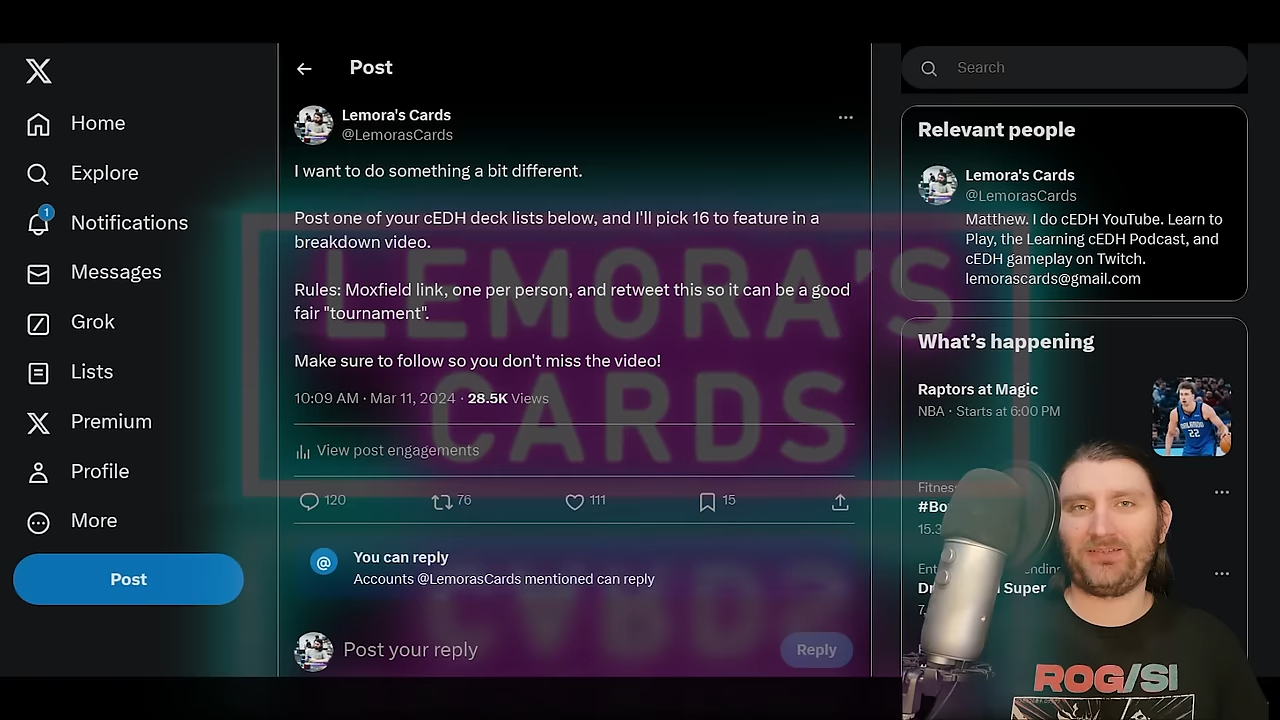 Home
Explore
1
Notifications
Messages
Grok
Lists
Premium
Profile
More
Post
Post
Lemora's Cards
@LemorasCards
I want to do something a bit different.
Post one of your cEDH deck lists below, and I'll pick 16 to feature in a
breakdown video.
Rules: Moxfield link, one per person, and retweet this so it can be a good
fair "tournament".
Make sure to follow so you don't miss the video!
10:09 AM · Mar 11, 2024 · 28.5K Views
View post engagements
120
76
111
15
@
You can reply
Accounts @LemorasCards mentioned can reply
Post your reply
Reply
LEMORA'S
CARDS
Search
Relevant people
Lemora's Cards
@LemorasCards
Matthew. I do cEDH YouTube. Learn to
Play, the Learning cEDH Podcast, and
cEDH gameplay on Twitch.
lemorascards@gmail.com
What's happening
Raptors at Magic
NBA · Starts at 6:00 PM
Super
ROG/SI